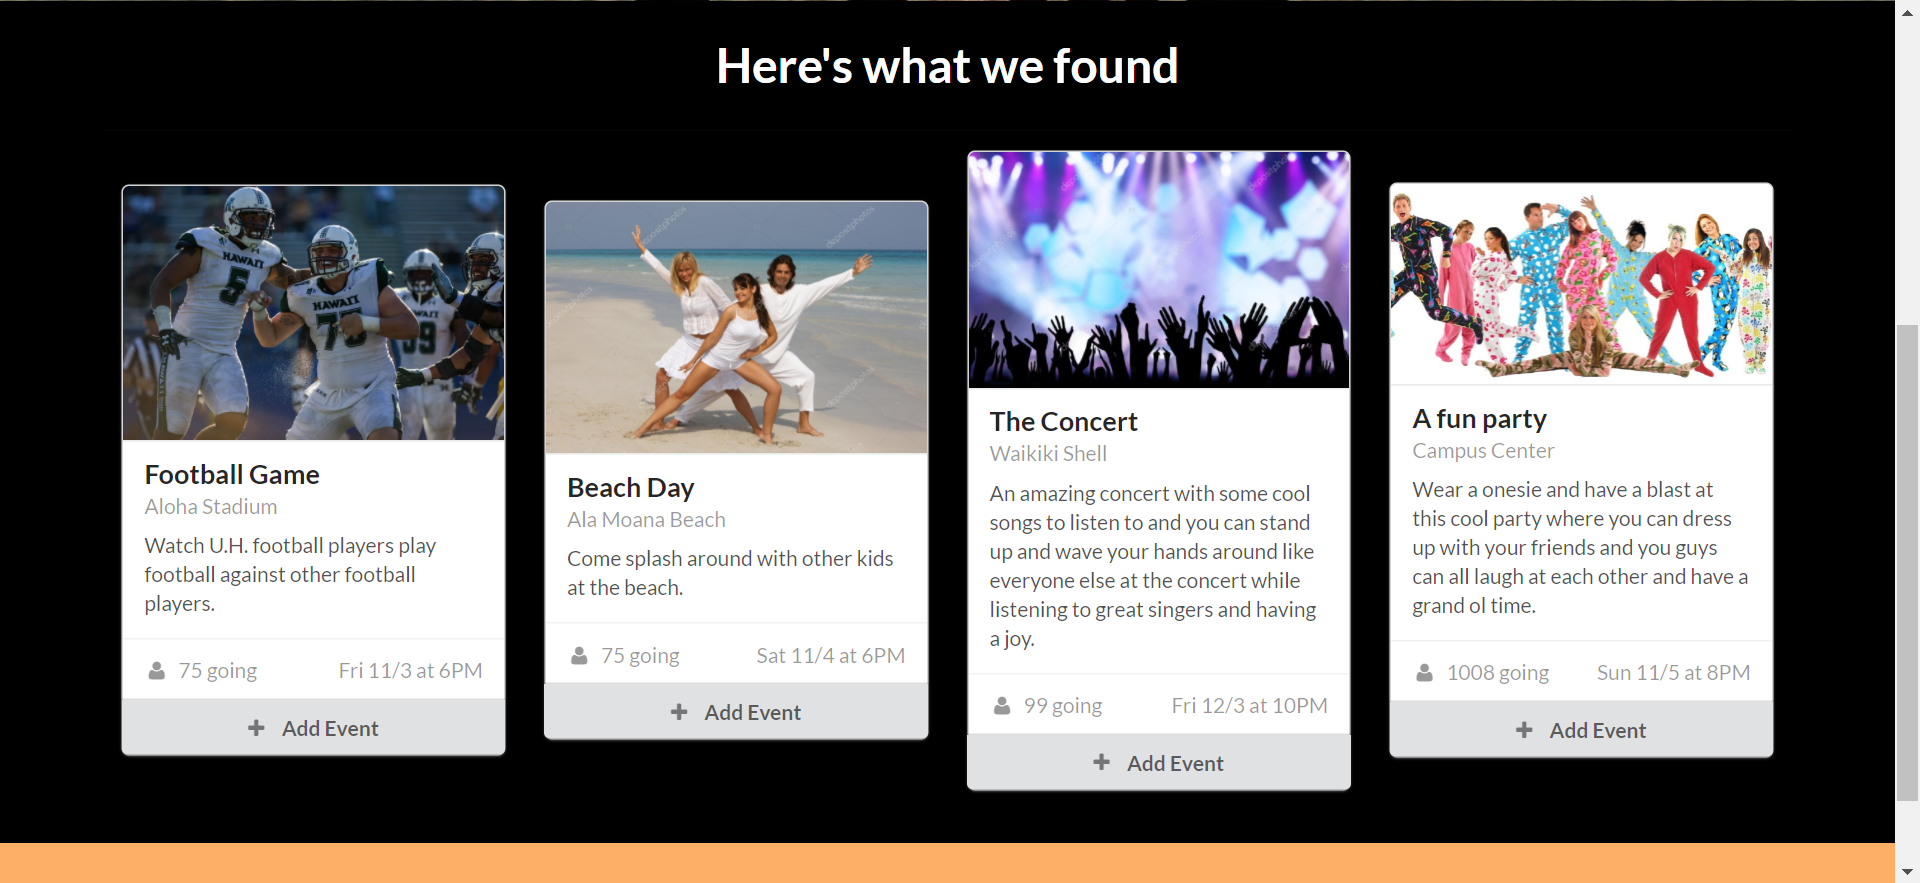 Here's what we found
HAWAI'I
5
HAWAI'I
75
99
Football Game
Aloha Stadium
Watch U.H. football players play
football against other football
players.
75 going
Fri 11/3 at 6PM
Add Event
depositphotos
Beach Day
Ala Moana Beach
Come splash around with other kids
at the beach.
75 going
Sat 11/4 at 6PM
Add Event
depositphotos
The Concert
Waikiki Shell
An amazing concert with some cool
songs to listen to and you can stand
up and wave your hands around like
everyone else at the concert while
listening to great singers and having
a joy.
99 going
Fri 12/3 at 10PM
Add Event
A fun party
Campus Center
Wear a onesie and have a blast at
this cool party where you can dress
up with your friends and you guys
can all laugh at each other and have a
grand ol time.
1008 going
Sun 11/5 at 8PM
Add Event